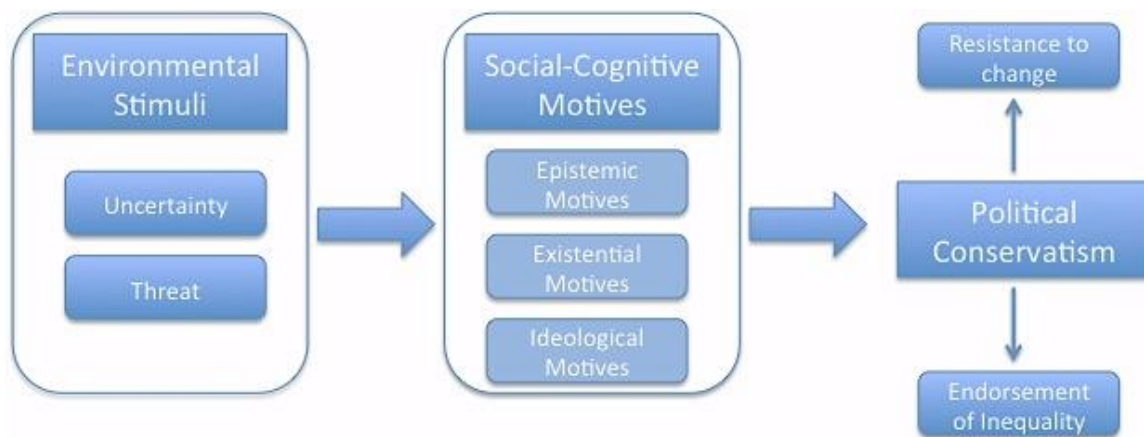 Environmental
Stimuli
Uncertainty
Threat
Social-Cognitive
Motives
Epistemic
Motives
Existential
Motives
Ideological
Motives
Resistance to
change
Political
Conservatism
Endorsement
of Inequality